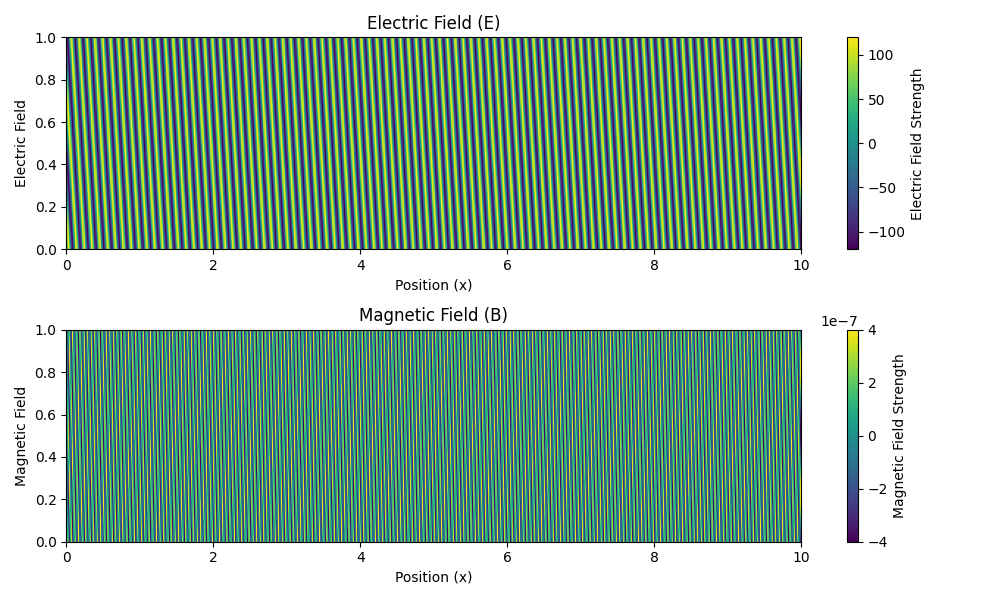 Electric Field (E)
1.0
0.8
0.6
0.4
0.2
0.0
Electric Field
0 2 4 6 8 10
Position (x)
100
50
0
−50
−100
Electric Field Strength
Magnetic Field (B)
1.0
0.8
0.6
0.4
0.2
0.0
Magnetic Field
0 2 4 6 8 10
Position (x)
1e−7
4
2
0
−2
−4
Magnetic Field Strength